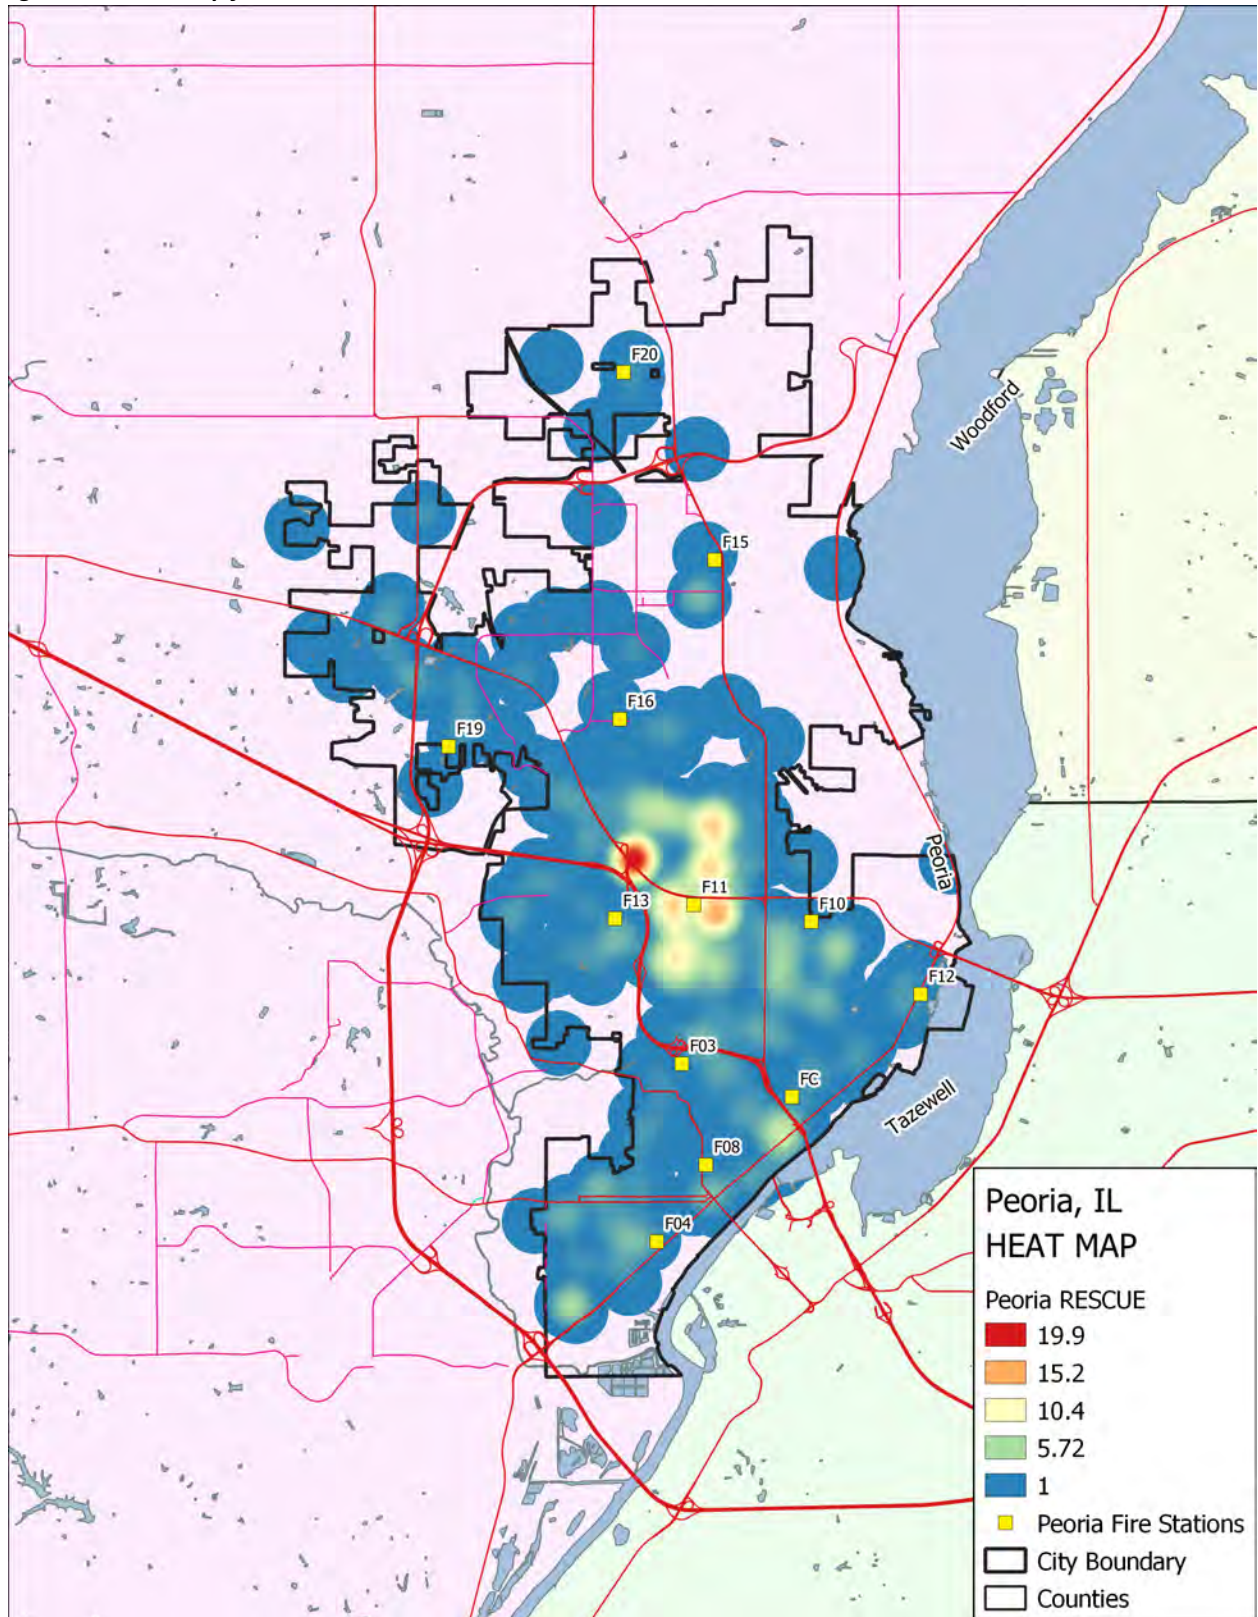 F20
Woodford
F15
F16
F19
Peoria
F11
F13
F10
F12
F03
FC
Tazewell
F08
F04
Peoria, IL
HEAT MAP
Peoria RESCUE
19.9
15.2
10.4
5.72
1
Peoria Fire Stations
City Boundary
Counties